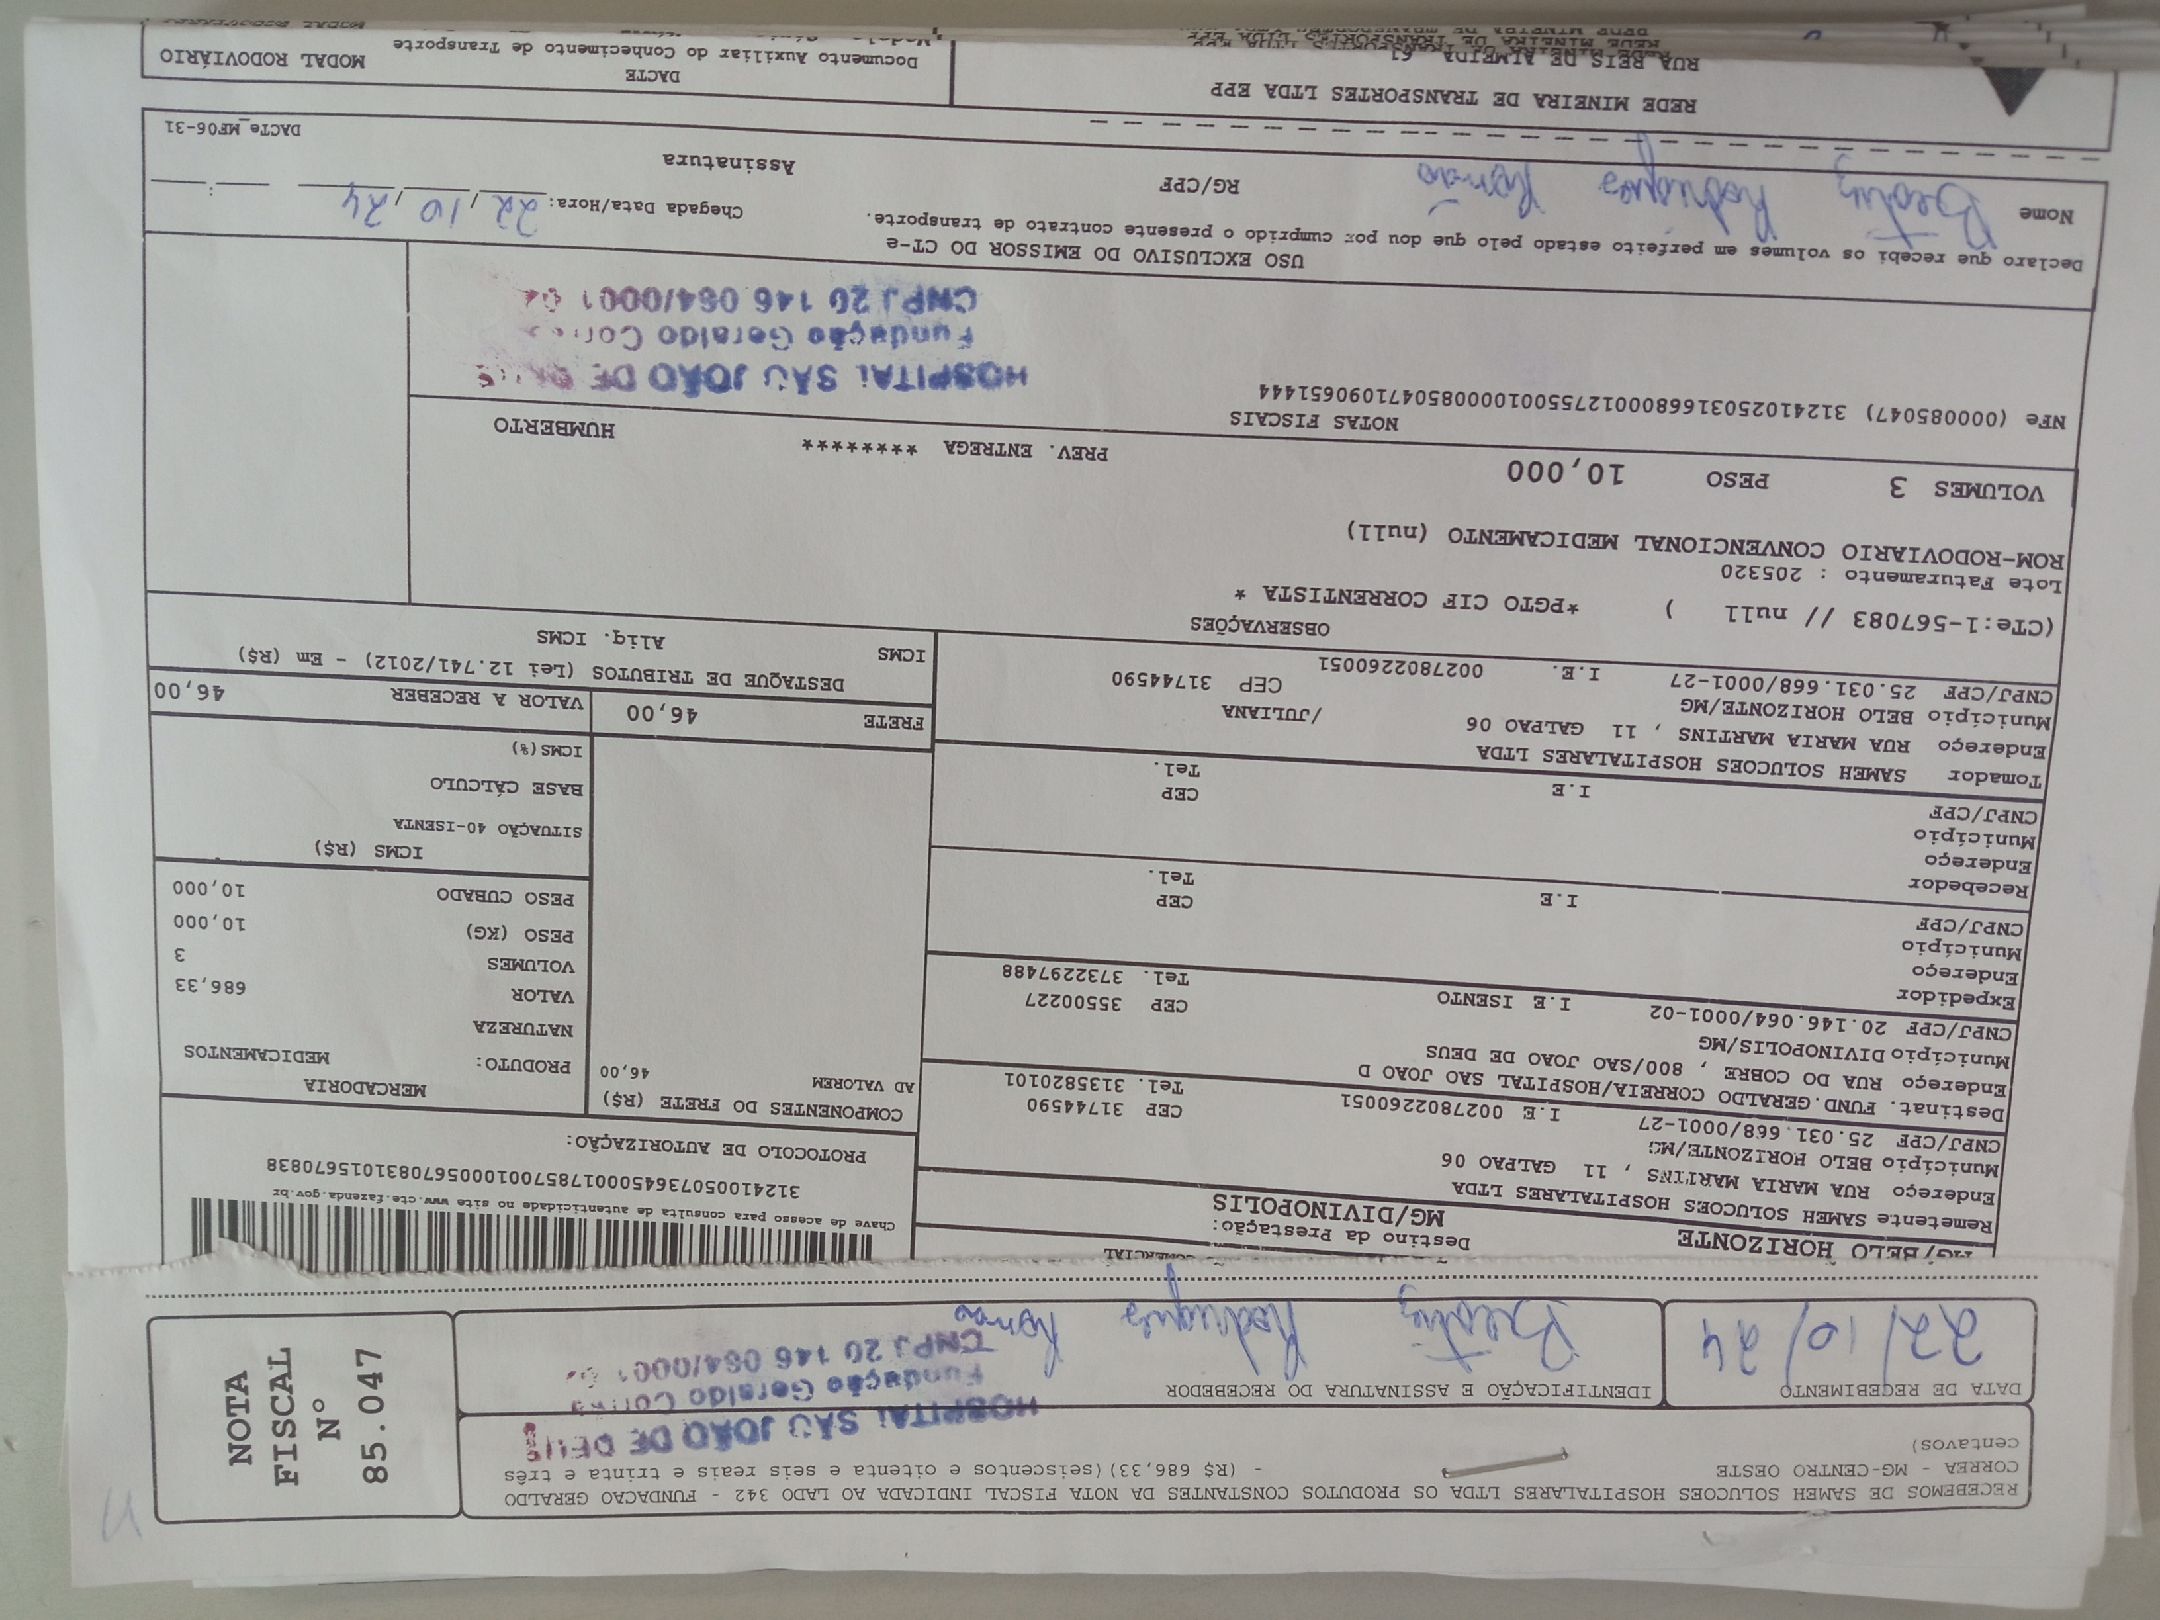 RECEBEMOS DE SAMEH SOLUCOES HOSPITALARES LTDA OS PRODUTOS CONSTANTES DA NOTA FISCAL INDICADA AO LADO 342 - FUNDACAO GERALDO
CORREA - MG-CENTRO OESTE - (R$ 686,33)(seiscentos e oitenta e seis reais e trinta e três
centavos)
HOSPITAL SÃO JOÃO DE DEUS
DATA DE RECEBIMENTO
22/10/24
IDENTIFICAÇÃO E ASSINATURA DO RECEBEDOR
Fundação Geraldo Corrêa
CNPJ 20 146 064/0001
Beatriz Rodrigues Romão
NOTA
FISCAL
Nº
85.047
MG/BELO HORIZONTE
Destino da Prestação:
MG/DIVINOPOLIS
Remetente SAMEH SOLUCOES HOSPITALARES LTDA
Endereço RUA MARIA MARTINS , 11 GALPAO 06
Município BELO HORIZONTE/MG CEP 31744590
CNPJ/CPF 25.031.668/0001-27 I.E 0027802260051 Tel. 3135820101
Destinat. FUND.GERALDO CORREIA/HOSPITAL SAO JOAO D
Endereço RUA DO COBRE , 800/SAO JOAO DE DEUS
Município DIVINOPOLIS/MG CEP 35500227
CNPJ/CPF 20.146.064/0001-02 I.E ISENTO Tel. 3732297488
Expedidor
Endereço
Município CEP
CNPJ/CPF I.E Tel.
Recebedor
Endereço
Município CEP
CNPJ/CPF I.E Tel.
Tomador SAMEH SOLUCOES HOSPITALARES LTDA
Endereço RUA MARIA MARTINS , 11 GALPAO 06 /JULIANA
Município BELO HORIZONTE/MG CEP 31744590
CNPJ/CPF 25.031.668/0001-27 I.E. 0027802260051
Chave de acesso para consulta de autenticidade no site www.cte.fazenda.gov.br
31241005073645000178570010005670831015670838
PROTOCOLO DE AUTORIZAÇÃO:
COMPONENTES DO FRETE (R$)
AD VALOREM 46,00
MERCADORIA
PRODUTO: MEDICAMENTOS
NATUREZA
VALOR 686,33
VOLUMES 3
PESO (KG) 10,000
PESO CUBADO 10,000
ICMS (R$)
SITUAÇÃO 40-ISENTA
BASE CÁLCULO
ICMS(%)
FRETE 46,00 VALOR A RECEBER 46,00
DESTAQUE DE TRIBUTOS (Lei 12.741/2012) - Em (R$)
ICMS Aliq. ICMS
OBSERVAÇÕES
(CTe:1-567083 // null ) *PGTO CIF CORRENTISTA *
Lote Faturamento : 205320
ROM-RODOVIARIO CONVENCIONAL MEDICAMENTO (null)
VOLUMES 3 PESO 10,000 PREV. ENTREGA ******** HUMBERTO
NOTAS FISCAIS
NFe (000085047) 31241025031668000127550010000850471090651444
HOSPITAL SÃO JOÃO DE DEUS
Fundação Geraldo Corrêa
CNPJ 20 146 064/0001
USO EXCLUSIVO DO EMISSOR DO CT-e
Declaro que recebi os volumes em perfeito estado pelo que dou por cumprido o presente contrato de transporte.
Nome Beatriz Rodrigues Romão RG/CPF
Chegada Data/Hora: 22/10/24
Assinatura
DACTe_MF06-31
REDE MINEIRA DE TRANSPORTES LTDA EPP
RUA REIS DE ALMEIDA 61
DACTE
Documento Auxiliar do Conhecimento de Transporte
MODAL RODOVIÁRIO
REDE MINEIRA DE TRANSPORTES LTDA EPP